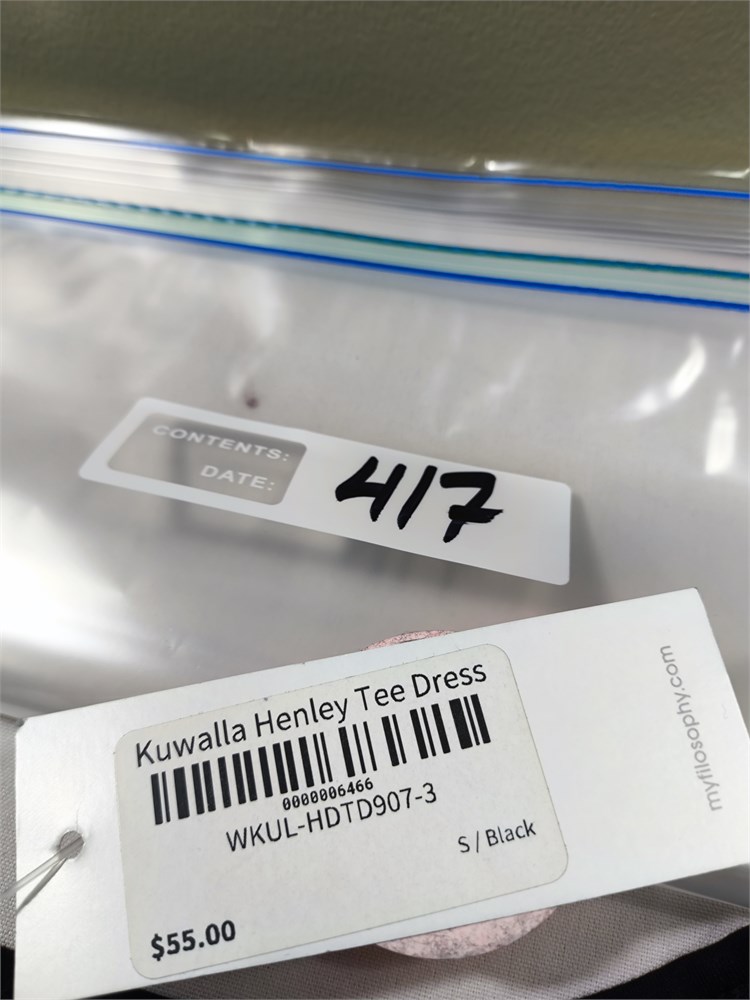 CONTENTS:
DATE:
417
Kuwalla Henley Tee Dress
0000006466
WKUL-HDTD907-3
S / Black
$55.00
myfilosophy.com